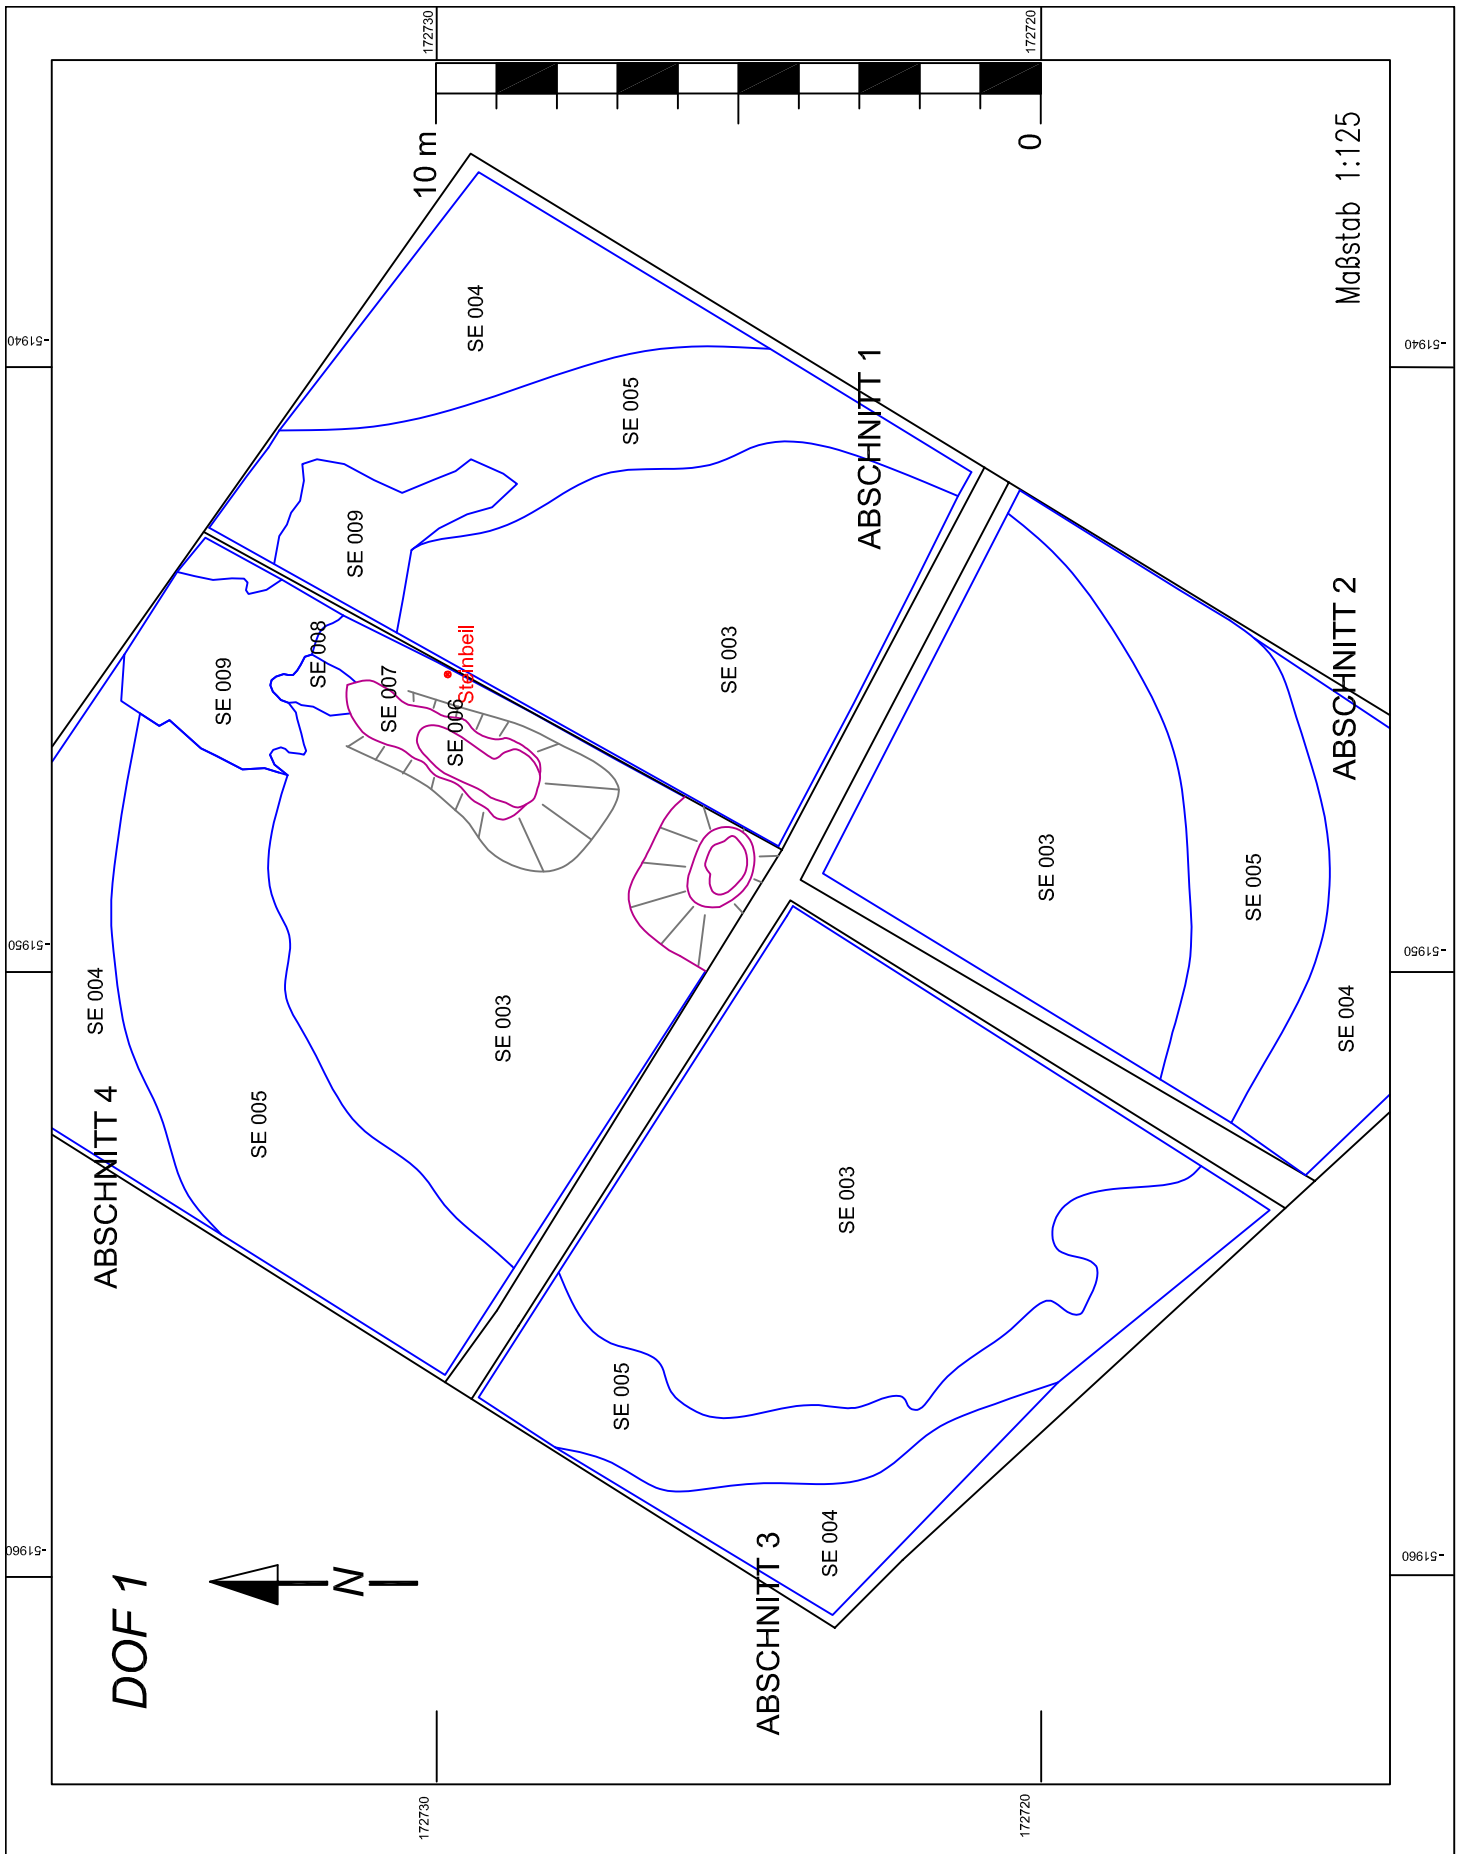 DOF 1
N
ABSCHNITT 4
SE 004
SE 005
SE 003
SE 009
SE 008
SE 007
SE 006
Steinbeil
ABSCHNITT 1
SE 004
SE 005
SE 009
SE 003
ABSCHNITT 3
SE 005
SE 003
SE 004
ABSCHNITT 2
SE 003
SE 005
SE 004
10 m
0
Maßstab 1:125
172730
172720
172730
172720
-51960
-51950
-51940
-51960
-51950
-51940